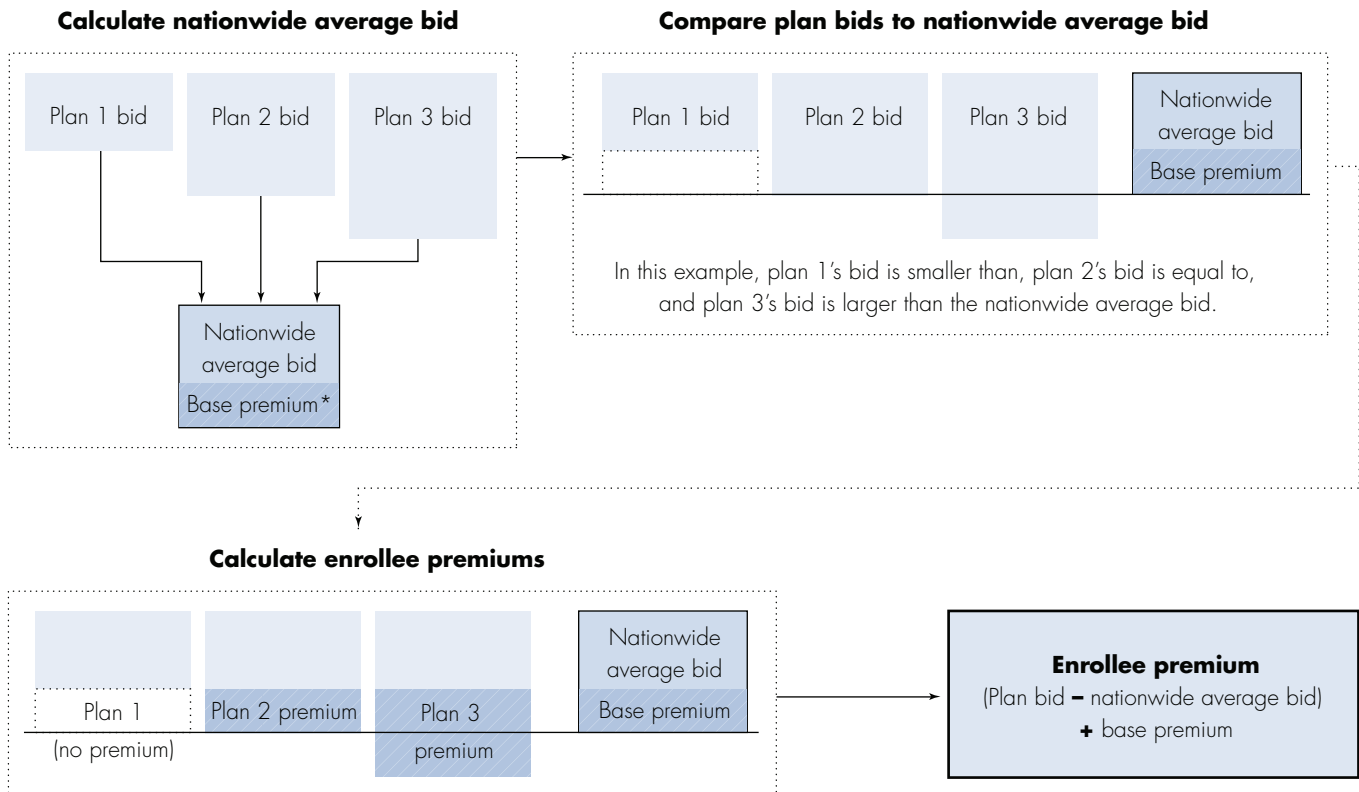 Calculate nationwide average bid
Plan 1 bid
Plan 2 bid
Plan 3 bid
Nationwide
average bid
Base premium*
Compare plan bids to nationwide average bid
Plan 1 bid
Plan 2 bid
Plan 3 bid
Nationwide
average bid
Base premium
In this example, plan 1’s bid is smaller than, plan 2’s bid is equal to,
and plan 3’s bid is larger than the nationwide average bid.
Calculate enrollee premiums
Plan 1
(no premium)
Plan 2 premium
Plan 3
premium
Nationwide
average bid
Base premium
Enrollee premium
(Plan bid – nationwide average bid)
+ base premium